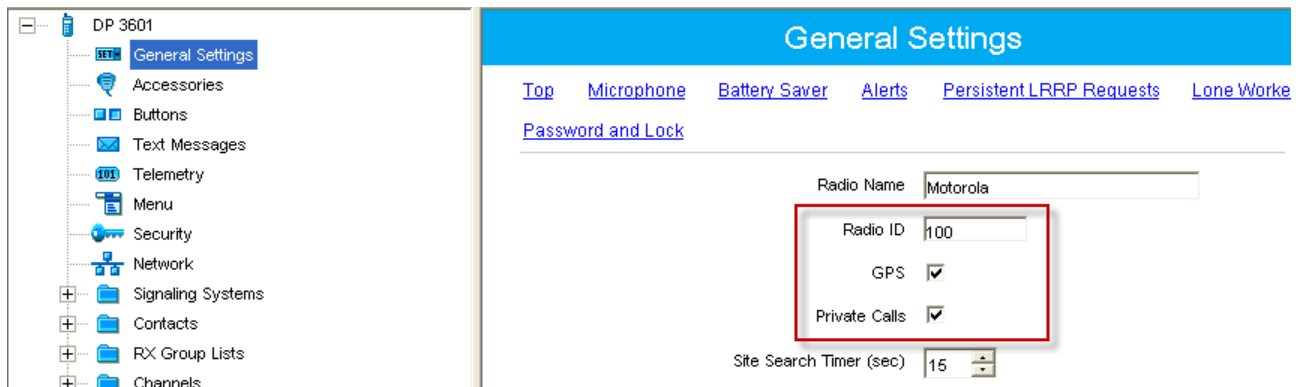 DP 3601
General Settings
Accessories
Buttons
Text Messages
Telemetry
Menu
Security
Network
Signaling Systems
Contacts
RX Group Lists
Channels
General Settings
Top Microphone Battery Saver Alerts Persistent LRRP Requests Lone Worke
Password and Lock
Radio Name Motorola
Radio ID 100
GPS
Private Calls
Site Search Timer (sec) 15